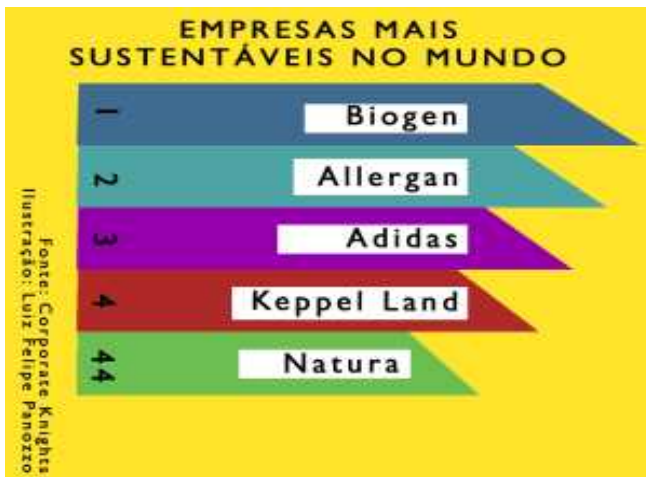 EMPRESAS MAIS
SUSTENTÁVEIS NO MUNDO
1 Biogen
2 Allergan
3 Adidas
4 Keppel Land
44 Natura
Fonte: Corporate Knights
Ilustração: Luiz Felipe Panozzo